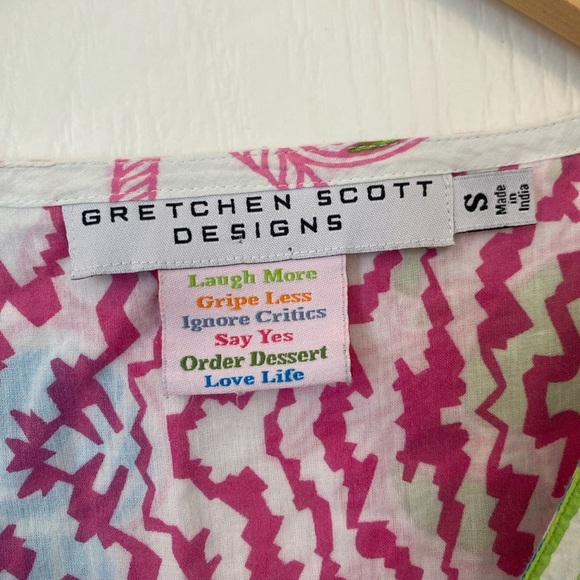 GRETCHEN SCOTT
DESIGNS
S
Made
in
India
Laugh More
Gripe Less
Ignore Critics
Say Yes
Order Dessert
Love Life